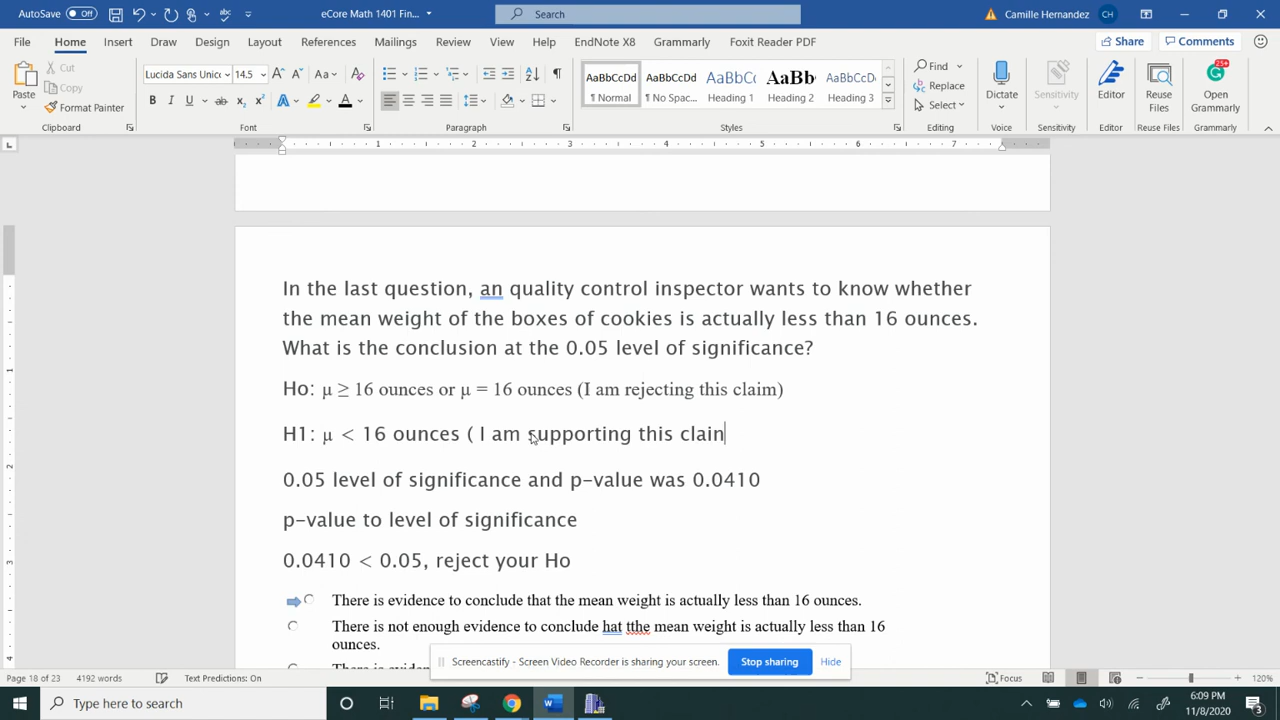 AutoSave Off eCore Math 1401 Fin... Search Camille Hernandez CH
File Home Insert Draw Design Layout References Mailings Review View Help EndNote X8 Grammarly Foxit Reader PDF Share Comments
Paste Cut Copy Format Painter
Lucida Sans Unic 14.5
AaBbCcDd AaBbCcDd AaBbCc AaBb AaBbCcD
¶ Normal ¶ No Spac... Heading 1 Heading 2 Heading 3
Find Replace Select
Dictate Sensitivity Editor Reuse Files Open Grammarly 25+
Clipboard Font Paragraph Styles Editing Voice Sensitivity Editor Reuse Files Grammarly
1 2 3 4 5 6 7
In the last question, an quality control inspector wants to know whether
the mean weight of the boxes of cookies is actually less than 16 ounces.
What is the conclusion at the 0.05 level of significance?
Ho: μ ≥ 16 ounces or μ = 16 ounces (I am rejecting this claim)
H1: μ < 16 ounces ( I am supporting this clain
0.05 level of significance and p-value was 0.0410
p-value to level of significance
0.0410 < 0.05, reject your Ho
There is evidence to conclude that the mean weight is actually less than 16 ounces.
There is not enough evidence to conclude hat tthe mean weight is actually less than 16
ounces.
Screencastify - Screen Video Recorder is sharing your screen. Stop sharing Hide
Page 18 of 23 4192 words Text Predictions: On Focus 120%
Type here to search 6:09 PM
11/8/2020